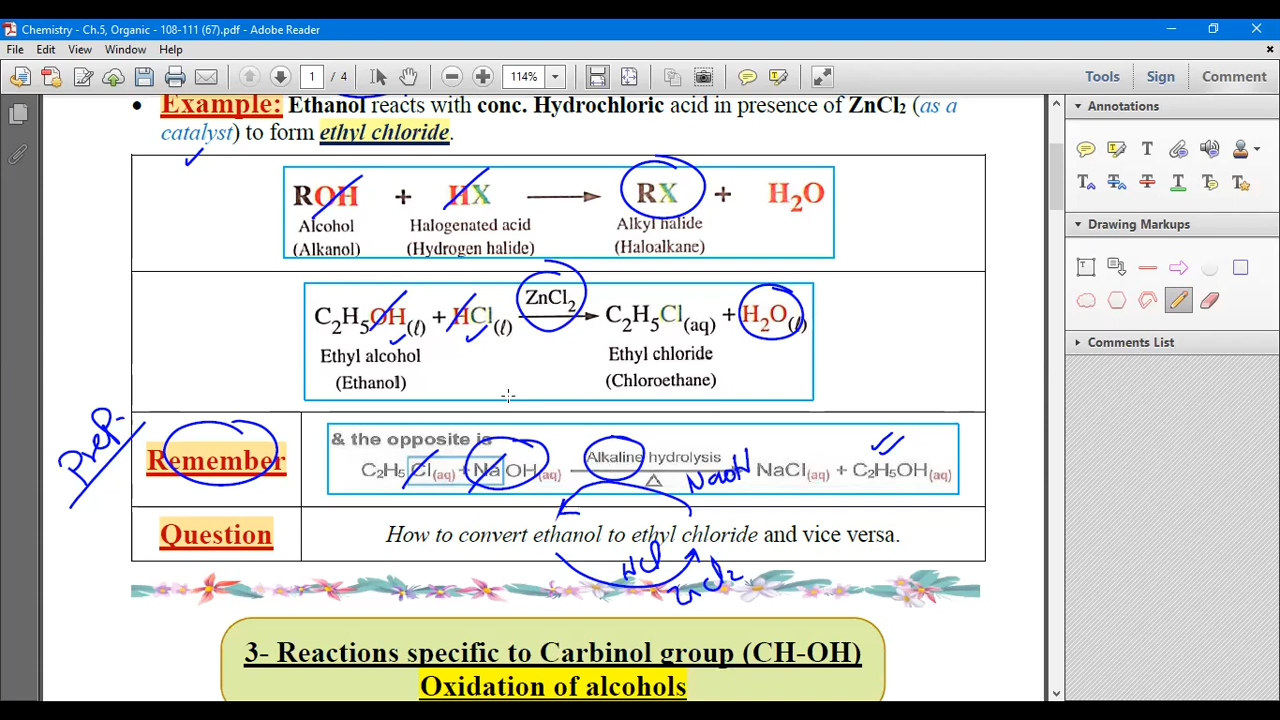 Chemistry - Ch.5, Organic - 108-111 (67).pdf - Adobe Reader
File Edit View Window Help
1 / 4 114% Tools Sign Comment
• Example: Ethanol reacts with conc. Hydrochloric acid in presence of ZnCl₂ (as a
catalyst) to form ethyl chloride.
ROH + HX → RX + H₂O
Alcohol Halogenated acid Alkyl halide
(Alkanol) (Hydrogen halide) (Haloalkane)
ZnCl₂
C₂H₅OH(l) + HCl(l) → C₂H₅Cl(aq) + H₂O(l)
Ethyl alcohol Ethyl chloride
(Ethanol) (Chloroethane)
Prep.
Remember
& the opposite is
Alkaline hydrolysis
C₂H₅ Cl(aq) + Na OH(aq) NaCl(aq) + C₂H₅OH(aq)
△
NaOH
Question How to convert ethanol to ethyl chloride and vice versa.
HCl
ZnCl₂
3- Reactions specific to Carbinol group (CH-OH)
Oxidation of alcohols
Annotations
Drawing Markups
Comments List